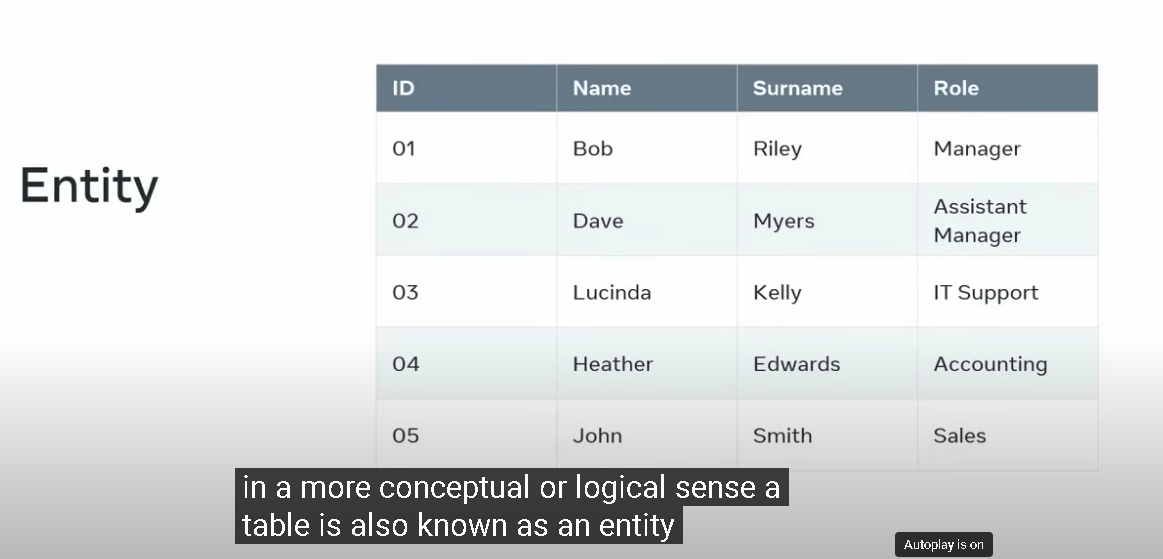 Entity
ID Name Surname Role
01 Bob Riley Manager
02 Dave Myers Assistant Manager
03 Lucinda Kelly IT Support
04 Heather Edwards Accounting
05 John Smith Sales
in a more conceptual or logical sense a
table is also known as an entity
Autoplay is on